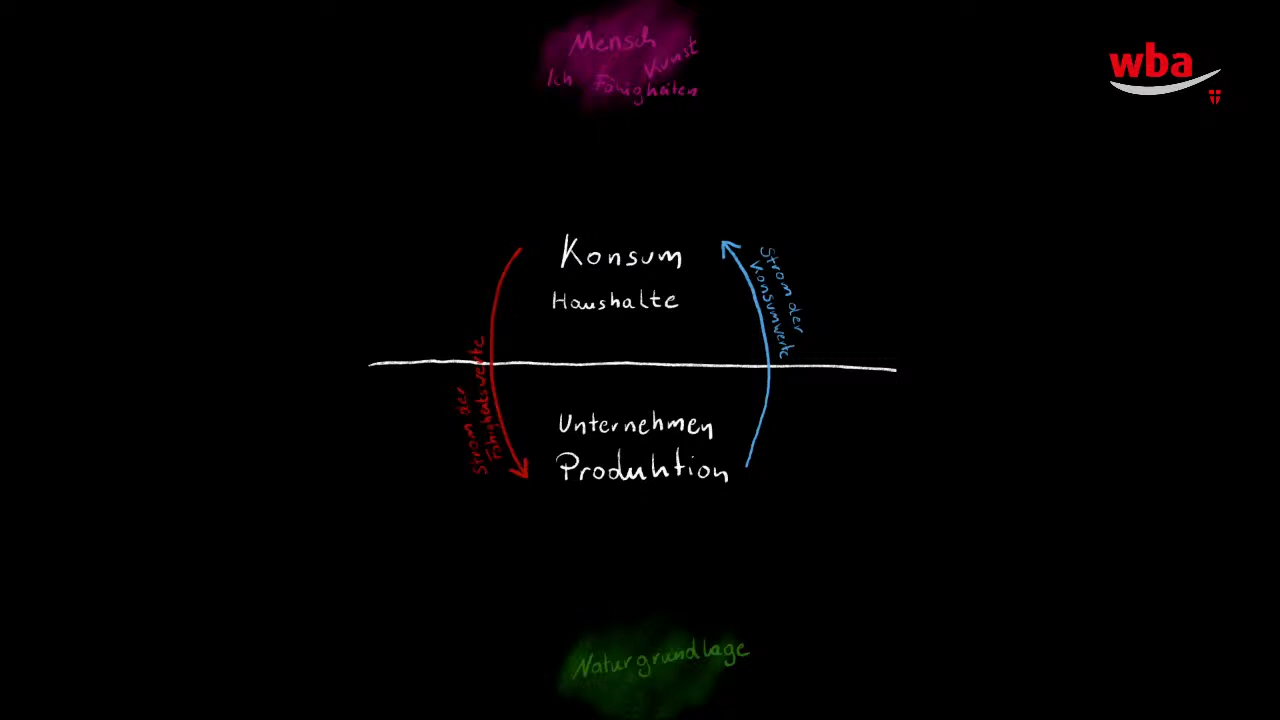 Mensch
Ich Fähigkeiten Kunst
wba
Konsum
Haushalte
Strom der
Konsumwerte
Strom der
Fähigkeitswerte
Unternehmen
Produktion
Naturgrundlage